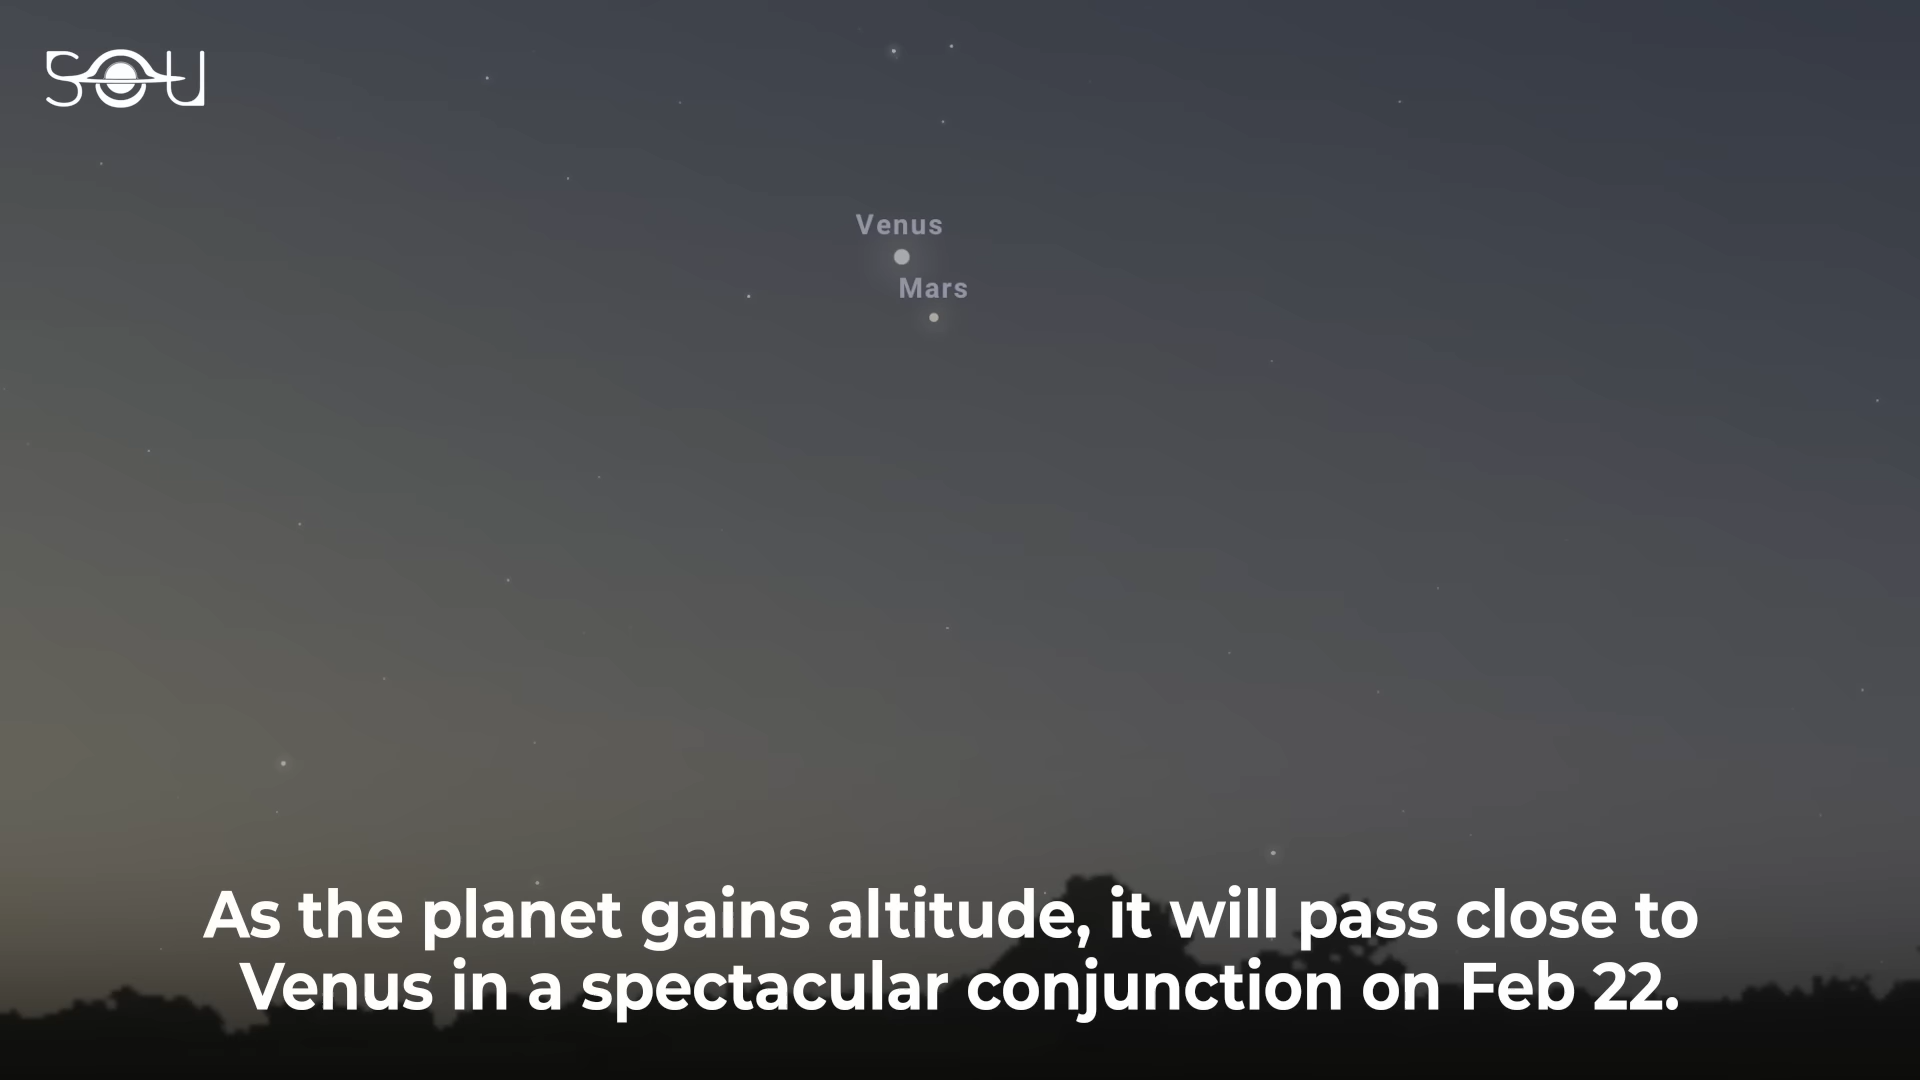 SOU
Venus
Mars
As the planet gains altitude, it will pass close to
Venus in a spectacular conjunction on Feb 22.